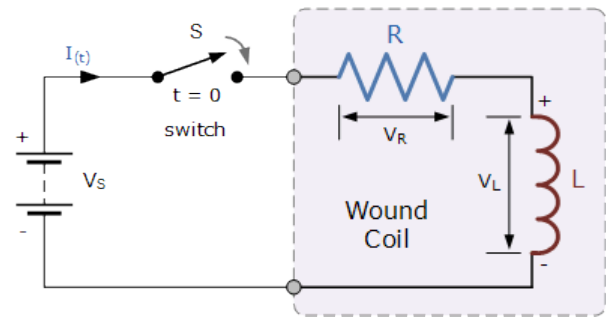 S
R
I(t)
t = 0
switch
+
VS
-
VR
+
VL
L
-
Wound
Coil